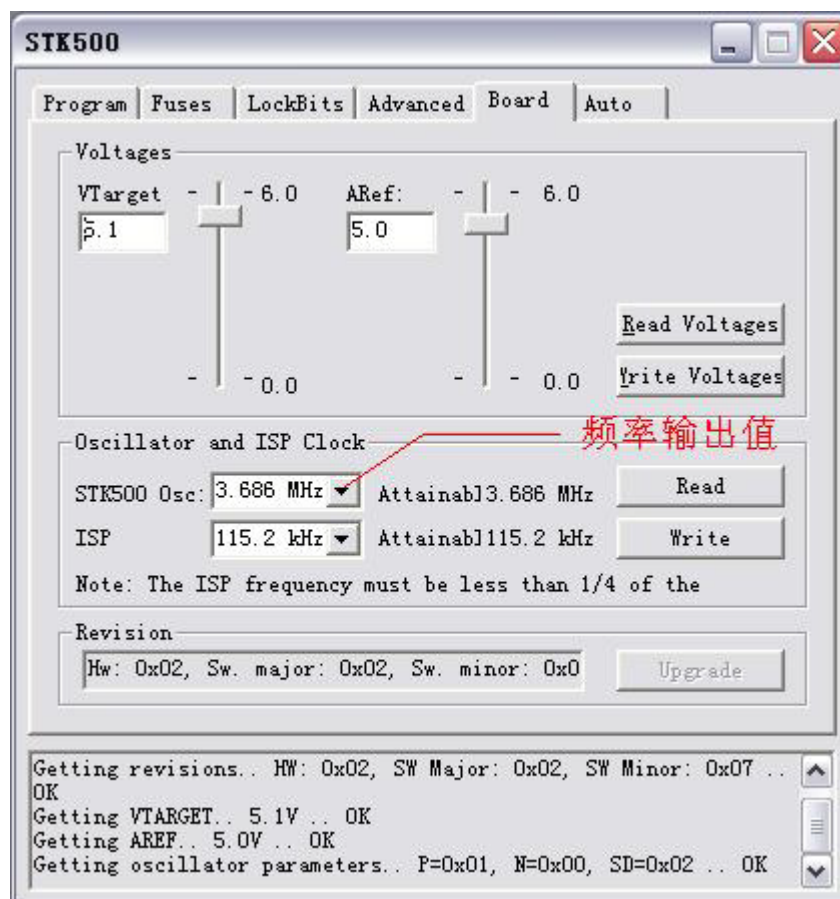 STK500
Program Fuses LockBits Advanced Board Auto
Voltages
VTarget 6.0 ARef: 6.0
5.1 5.0
Read Voltages
0.0 0.0 Write Voltages
频率输出值
Oscillator and ISP Clock
STK500 Osc: 3.686 MHz Attainabl 3.686 MHz Read
ISP 115.2 kHz Attainabl 115.2 kHz Write
Note: The ISP frequency must be less than 1/4 of the
Revision
Hw: 0x02, Sw. major: 0x02, Sw. minor: 0x0 Upgrade
Getting revisions.. HW: 0x02, SW Major: 0x02, SW Minor: 0x07 ..
OK
Getting VTARGET.. 5.1V .. OK
Getting AREF.. 5.0V .. OK
Getting oscillator parameters.. P=0x01, N=0x00, SD=0x02 .. OK